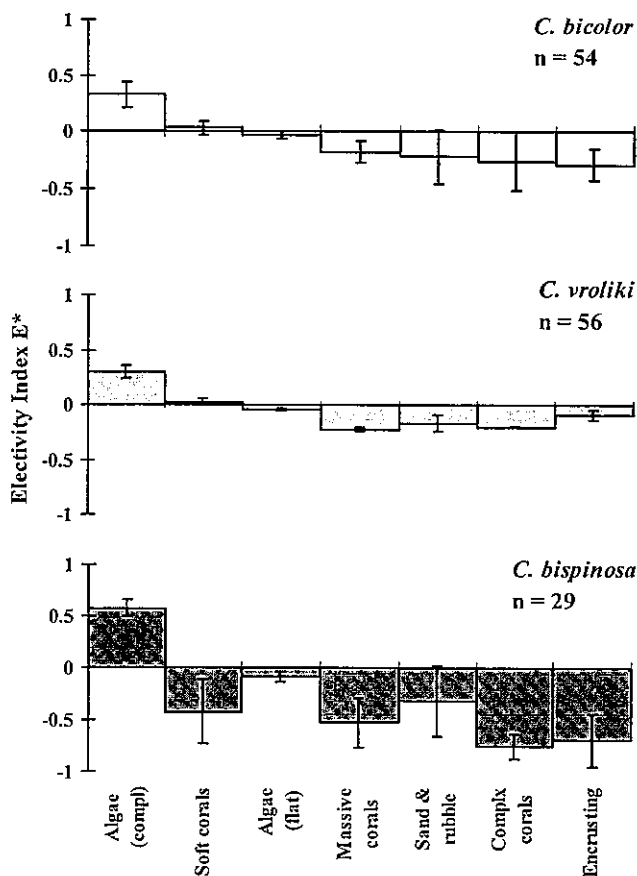 C. bicolor
n = 54
1
0.5
0
-0.5
-1
C. vroliki
n = 56
1
0.5
0
-0.5
-1
Electivity Index E*
C. bispinosa
n = 29
1
0.5
0
-0.5
-1
Algae
(compl)
Soft corals
Algae
(flat)
Massive
corals
Sand &
rubble
Complx
corals
Encrusting